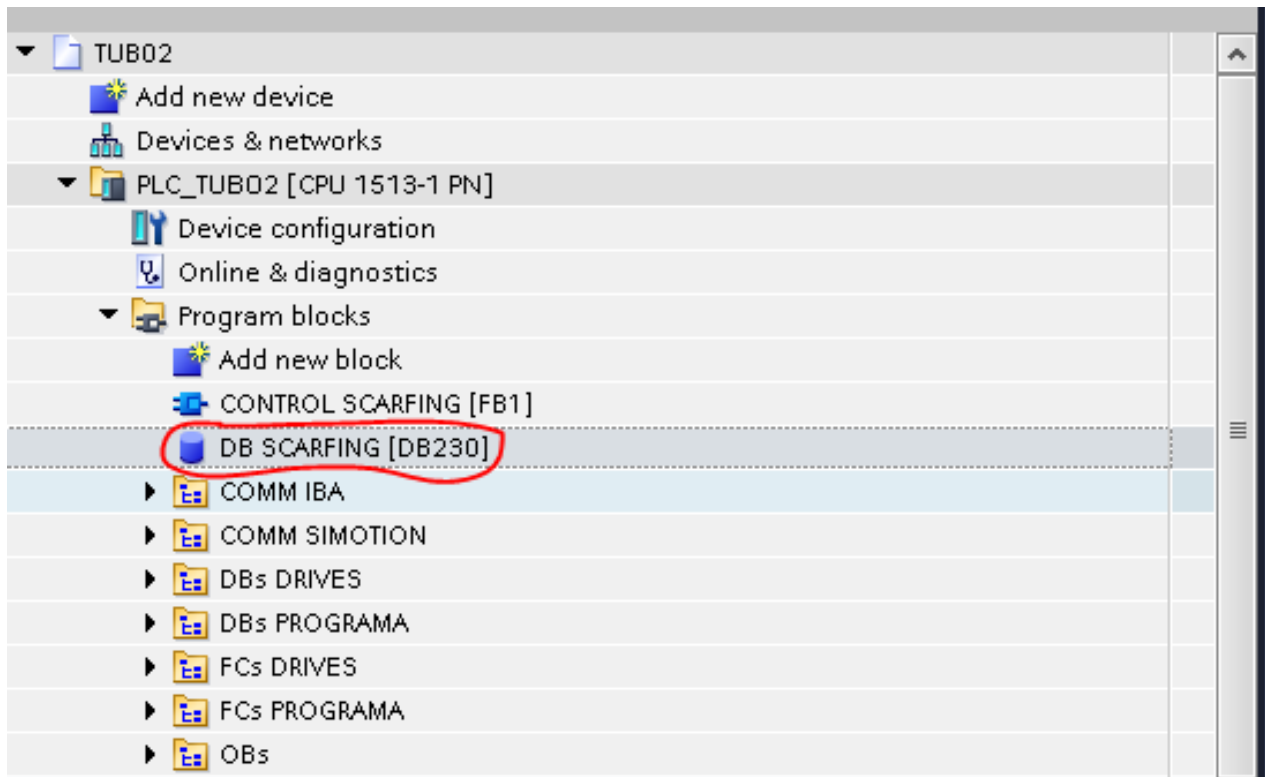 TUB02
Add new device
Devices & networks
PLC_TUB02 [CPU 1513-1 PN]
Device configuration
Online & diagnostics
Program blocks
Add new block
CONTROL SCARFING [FB1]
DB SCARFING [DB230]
COMM IBA
COMM SIMOTION
DBs DRIVES
DBs PROGRAMA
FCs DRIVES
FCs PROGRAMA
OBs